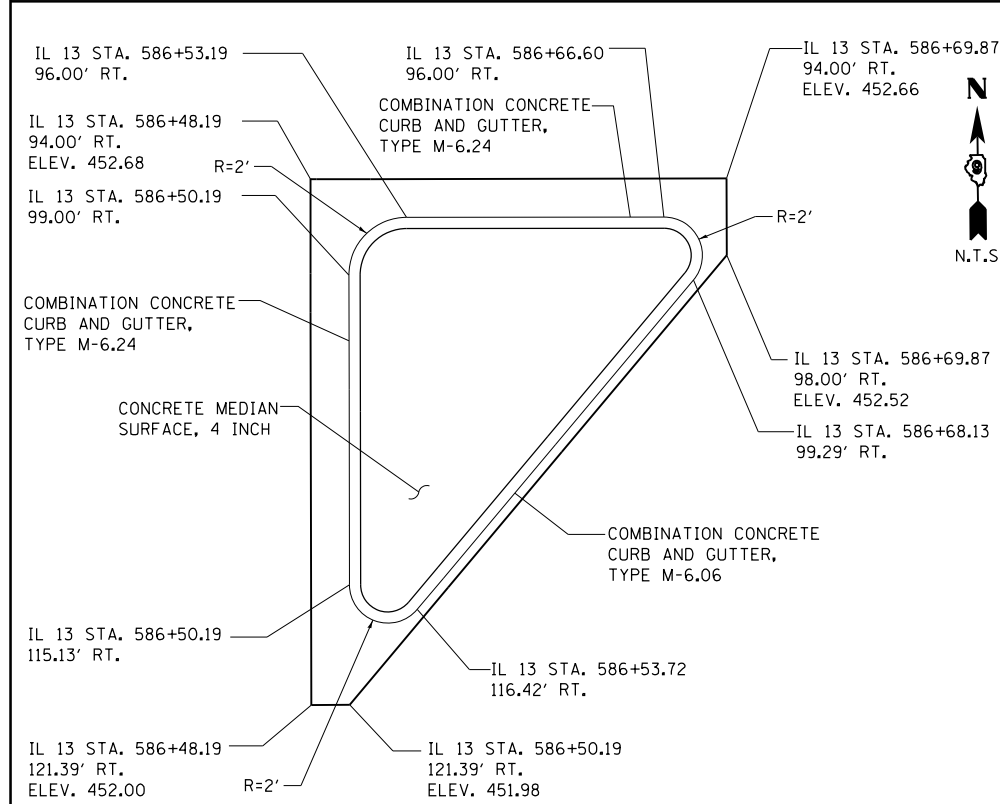 IL 13 STA. 586+53.19
96.00' RT.
IL 13 STA. 586+66.60
96.00' RT.
IL 13 STA. 586+69.87
94.00' RT.
ELEV. 452.66
N
9
N.T.S
COMBINATION CONCRETE
CURB AND GUTTER,
TYPE M-6.24
IL 13 STA. 586+48.19
94.00' RT.
ELEV. 452.68
R=2'
IL 13 STA. 586+50.19
99.00' RT.
R=2'
COMBINATION CONCRETE
CURB AND GUTTER,
TYPE M-6.24
IL 13 STA. 586+69.87
98.00' RT.
ELEV. 452.52
CONCRETE MEDIAN
SURFACE, 4 INCH
IL 13 STA. 586+68.13
99.29' RT.
COMBINATION CONCRETE
CURB AND GUTTER,
TYPE M-6.06
IL 13 STA. 586+50.19
115.13' RT.
IL 13 STA. 586+53.72
116.42' RT.
IL 13 STA. 586+48.19
121.39' RT.
ELEV. 452.00
R=2'
IL 13 STA. 586+50.19
121.39' RT.
ELEV. 451.98